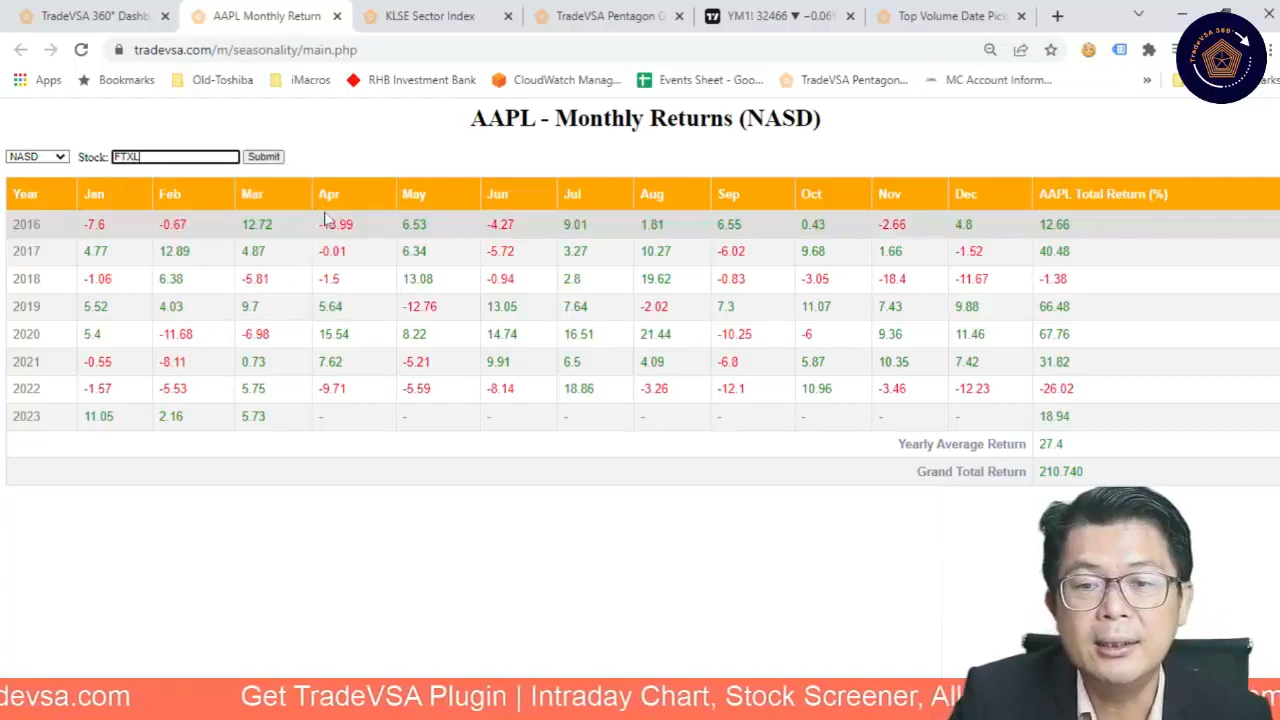 TradeVSA 360° Dashb
AAPL Monthly Return
KLSE Sector Index
TradeVSA Pentagon G
YM1! 32466 ▼ −0.06
Top Volume Date Pick
tradevsa.com/m/seasonality/main.php
Apps
Bookmarks
Old-Toshiba
iMacros
RHB Investment Bank
CloudWatch Manag...
Events Sheet - Goo...
TradeVSA Pentagon...
MC Account Inform...
TradeVSA 360°
AAPL - Monthly Returns (NASD)
NASD Stock: FTXL Submit
Year Jan Feb Mar Apr May Jun Jul Aug Sep Oct Nov Dec AAPL Total Return (%)
2016 -7.6 -0.67 12.72 .99 6.53 -4.27 9.01 1.81 6.55 0.43 -2.66 4.8 12.66
2017 4.77 12.89 4.87 -0.01 6.34 -5.72 3.27 10.27 -6.02 9.68 1.66 -1.52 40.48
2018 -1.06 6.38 -5.81 -1.5 13.08 -0.94 2.8 19.62 -0.83 -3.05 -18.4 -11.67 -1.38
2019 5.52 4.03 9.7 5.64 -12.76 13.05 7.64 -2.02 7.3 11.07 7.43 9.88 66.48
2020 5.4 -11.68 -6.98 15.54 8.22 14.74 16.51 21.44 -10.25 -6 9.36 11.46 67.76
2021 -0.55 -8.11 0.73 7.62 -5.21 9.91 6.5 4.09 -6.8 5.87 10.35 7.42 31.82
2022 -1.57 -5.53 5.75 -9.71 -5.59 -8.14 18.86 -3.26 -12.1 10.96 -3.46 -12.23 -26.02
2023 11.05 2.16 5.73 - - - - - - - - - 18.94
Yearly Average Return 27.4
Grand Total Return 210.740
devsa.com Get TradeVSA Plugin | Intraday Chart, Stock Screener, Al